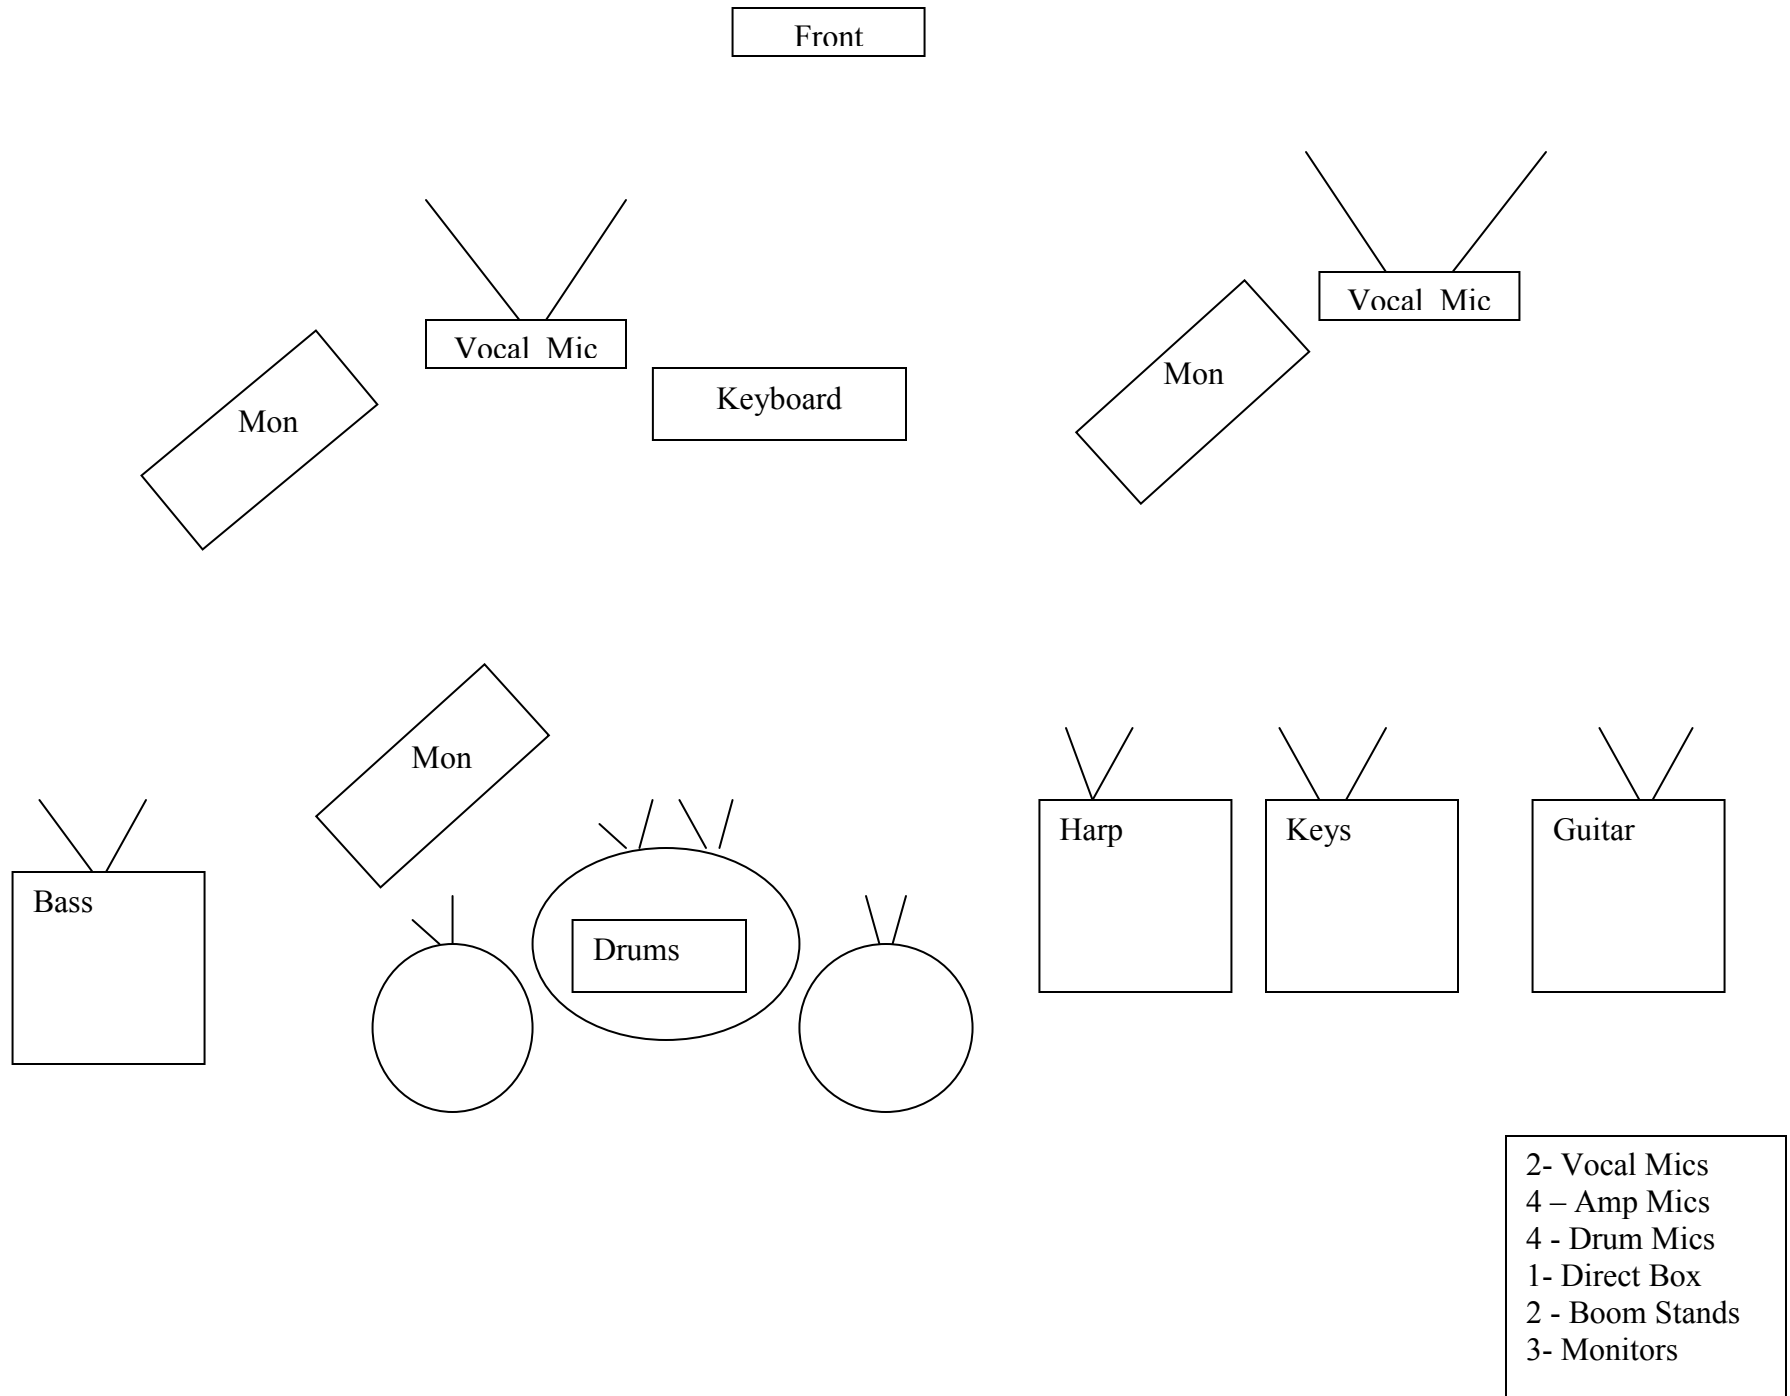 Front
Vocal Mic
Vocal Mic
Mon
Keyboard
Mon
Mon
Harp
Keys
Guitar
Bass
Drums
2- Vocal Mics
4 – Amp Mics
4 - Drum Mics
1- Direct Box
2 - Boom Stands
3- Monitors